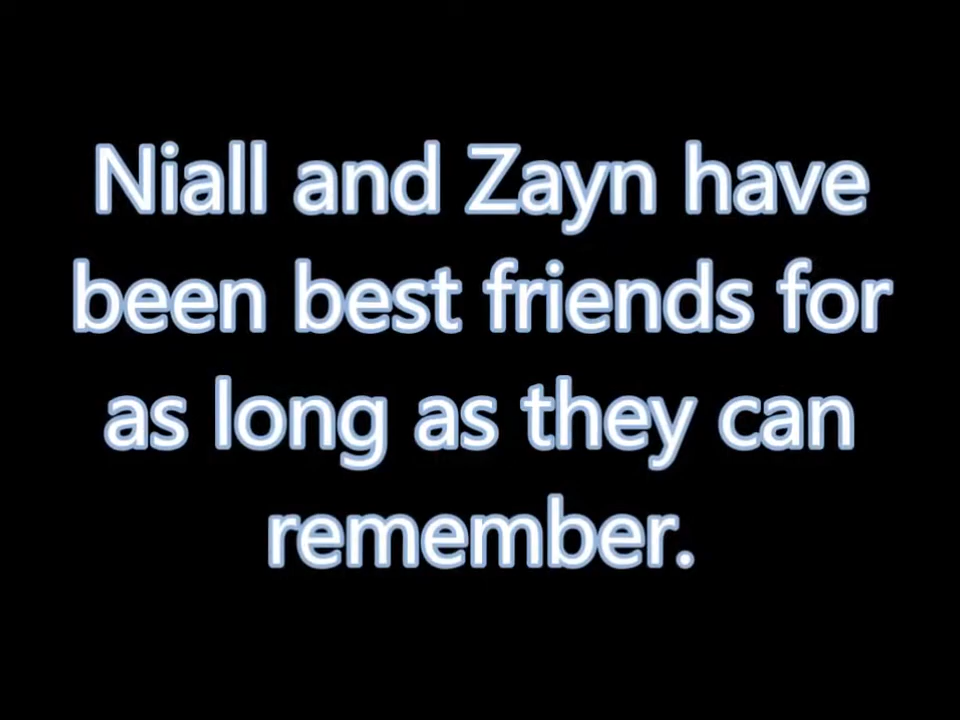 Niall and Zayn have
been best friends for
as long as they can
remember.